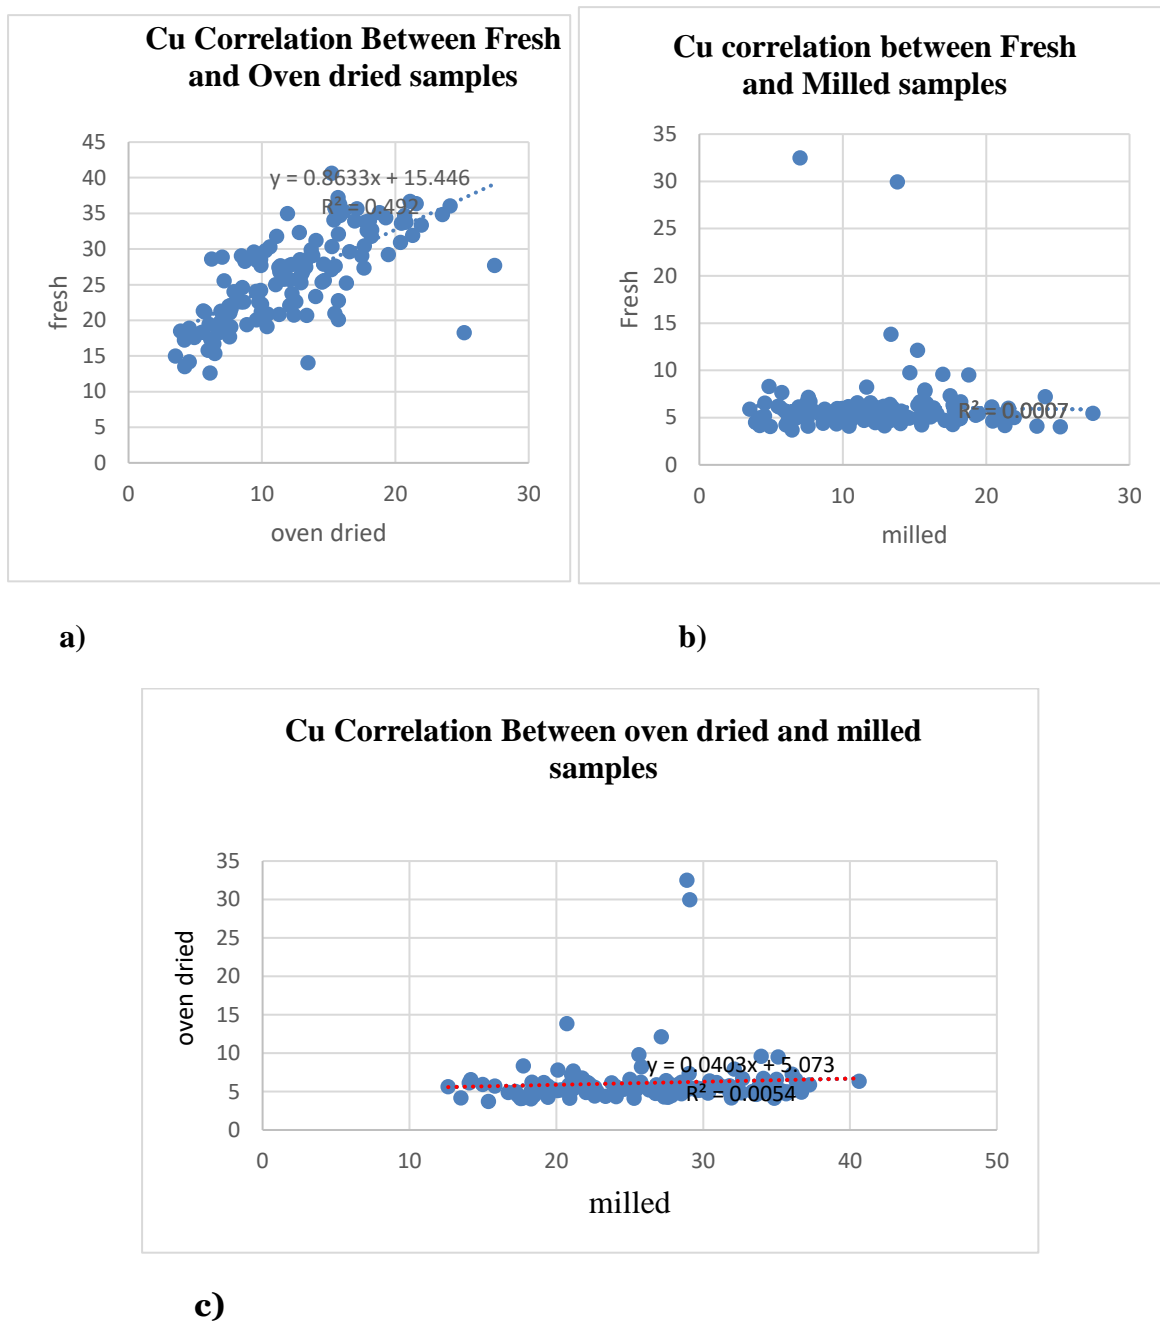 Cu Correlation Between Fresh
and Oven dried samples
45
40
35
30
25
20
15
10
5
0
y = 0.8633x + 15.446
R² = 0.492
fresh
0 10 20 30
oven dried
a)
Cu correlation between Fresh
and Milled samples
35
30
25
20
15
10
5
0
R² = 0.0007
Fresh
0 10 20 30
milled
b)
Cu Correlation Between oven dried and milled
samples
35
30
25
20
15
10
5
0
y = 0.0403x + 5.073
R² = 0.0054
oven dried
0 10 20 30 40 50
milled
c)